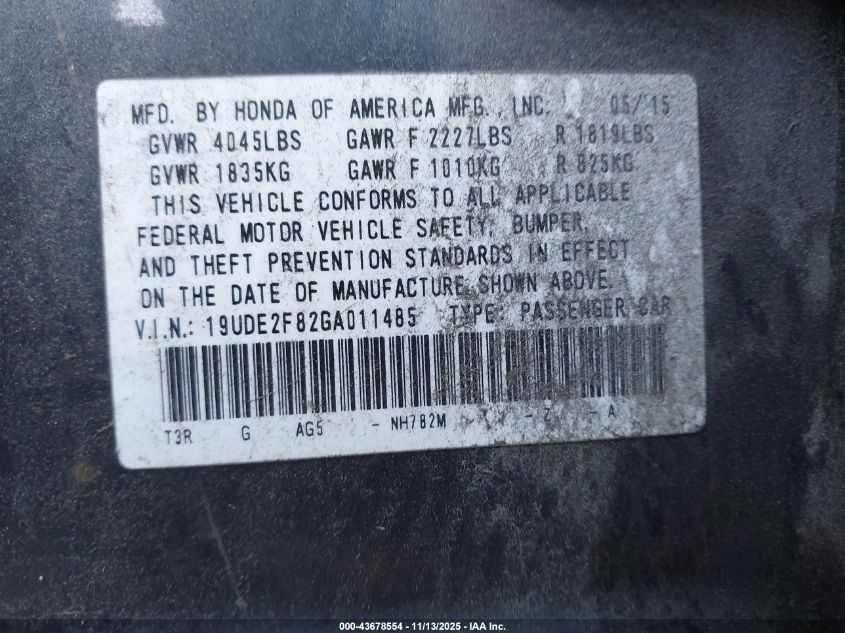 MFD. BY HONDA OF AMERICA MFG., INC. 05/15
GVWR 4045LBS GAWR F 2227LBS R 1819LBS
GVWR 1835KG GAWR F 1010KG R 825KG
THIS VEHICLE CONFORMS TO ALL APPLICABLE
FEDERAL MOTOR VEHICLE SAFETY, BUMPER,
AND THEFT PREVENTION STANDARDS IN EFFECT
ON THE DATE OF MANUFACTURE SHOWN ABOVE.
V.I.N.: 19UDE2F82GA011485 TYPE: PASSENGER CAR
T3R G AG5 - NH782M - Z - A
000-43678554 - 11/13/2025 - IAA Inc.